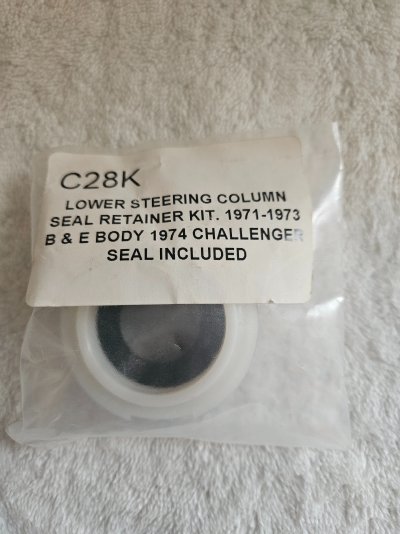 C28K
LOWER STEERING COLUMN
SEAL RETAINER KIT. 1971-1973
B & E BODY 1974 CHALLENGER
SEAL INCLUDED